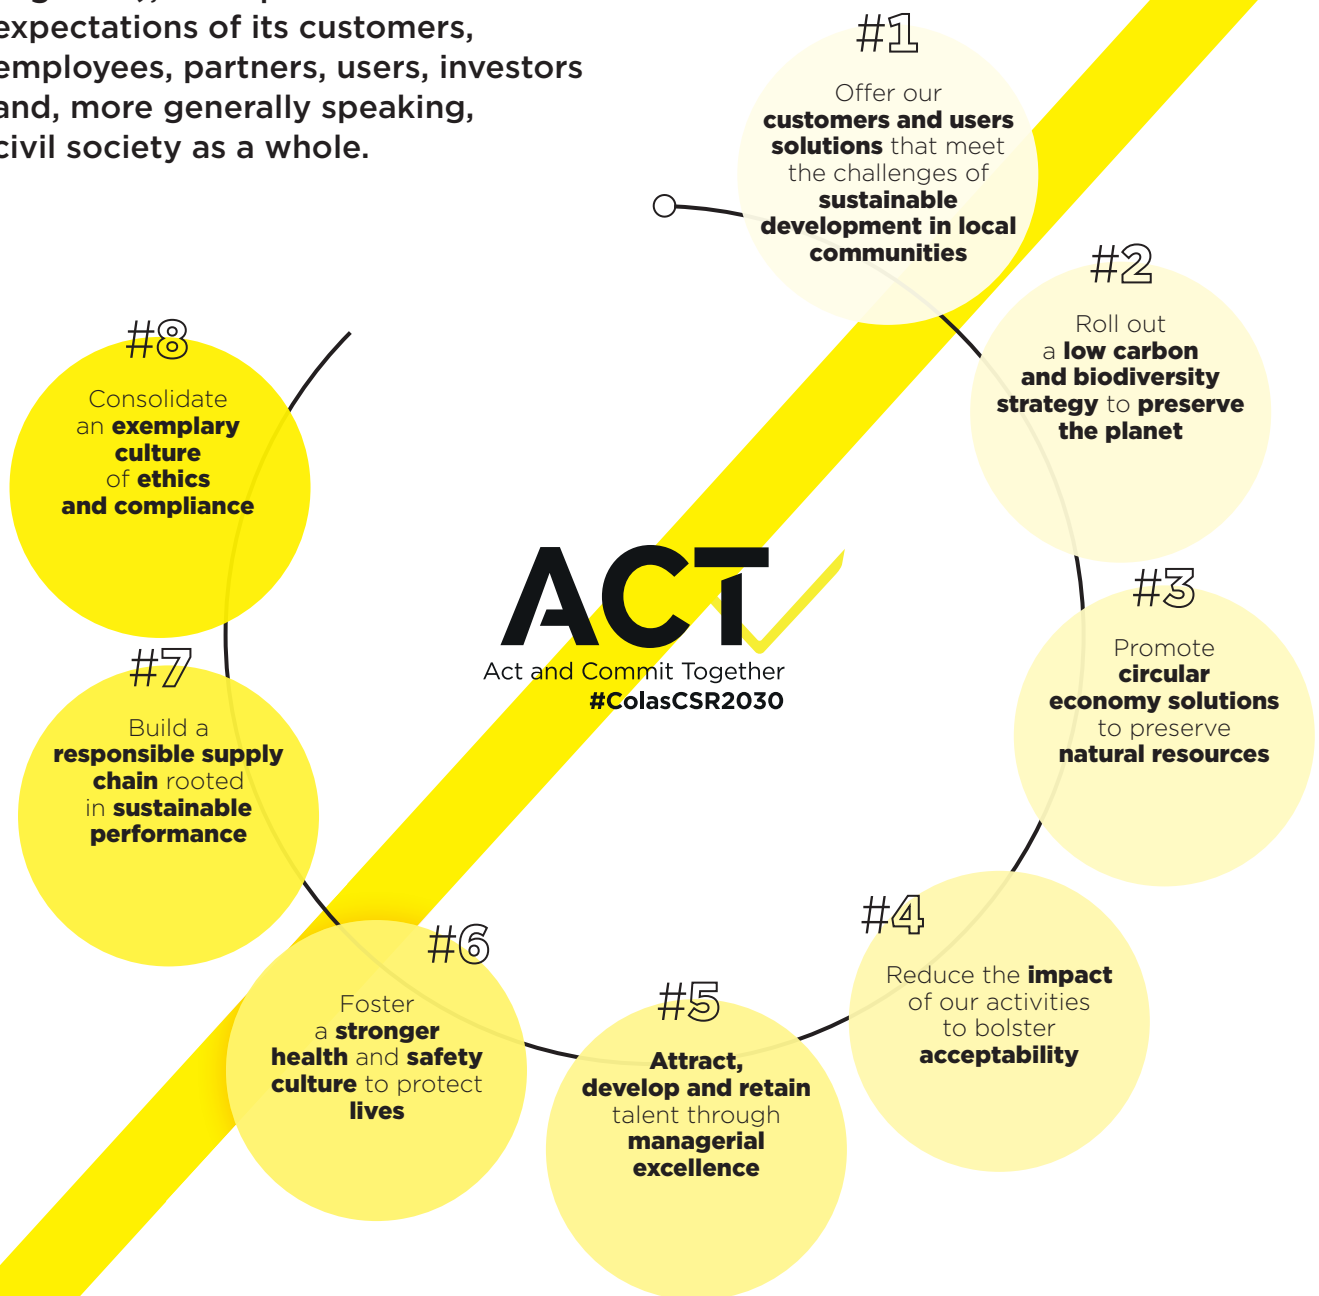 expectations of its customers,
employees, partners, users, investors
and, more generally speaking,
civil society as a whole.
#1
Offer our
customers and users
solutions that meet
the challenges of
sustainable
development in local
communities
#2
Roll out
a low carbon
and biodiversity
strategy to preserve
the planet
#3
Promote
circular
economy solutions
to preserve
natural resources
#4
Reduce the impact
of our activities
to bolster
acceptability
#5
Attract,
develop and retain
talent through
managerial
excellence
#6
Foster
a stronger
health and safety
culture to protect
lives
#7
Build a
responsible supply
chain rooted
in sustainable
performance
#8
Consolidate
an exemplary
culture
of ethics
and compliance
ACT
Act and Commit Together
#ColasCSR2030